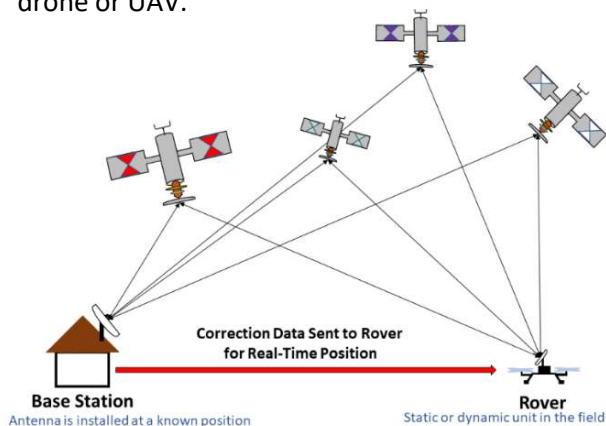 drone or UAV.
Correction Data Sent to Rover
for Real-Time Position
Base Station
Antenna is installed at a known position
Rover
Static or dynamic unit in the field